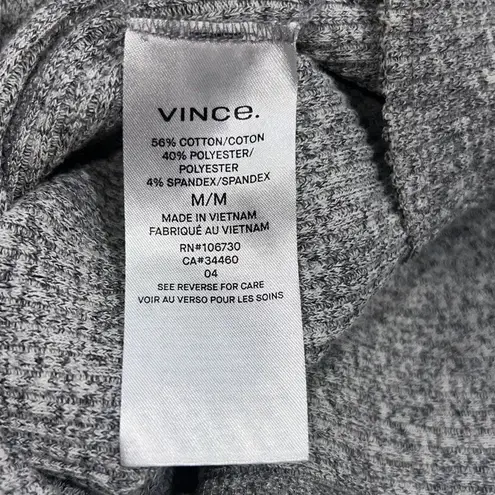 VINCe.
56% COTTON/COTON
40% POLYESTER/
POLYESTER
4% SPANDEX/SPANDEX
M/M
MADE IN VIETNAM
FABRIQUÉ AU VIETNAM
RN#106730
CA#34460
04
SEE REVERSE FOR CARE
VOIR AU VERSO POUR LES SOINS